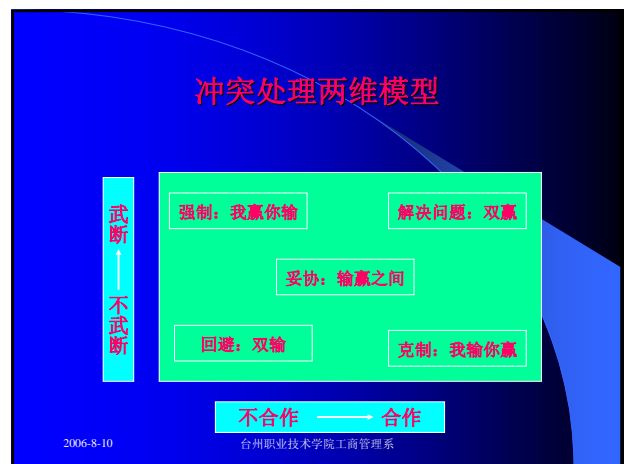 冲突处理两维模型
武断
不武断
强制：我赢你输
解决问题：双赢
妥协：输赢之间
回避：双输
克制：我输你赢
不合作
合作
2006-8-10
台州职业技术学院工商管理系